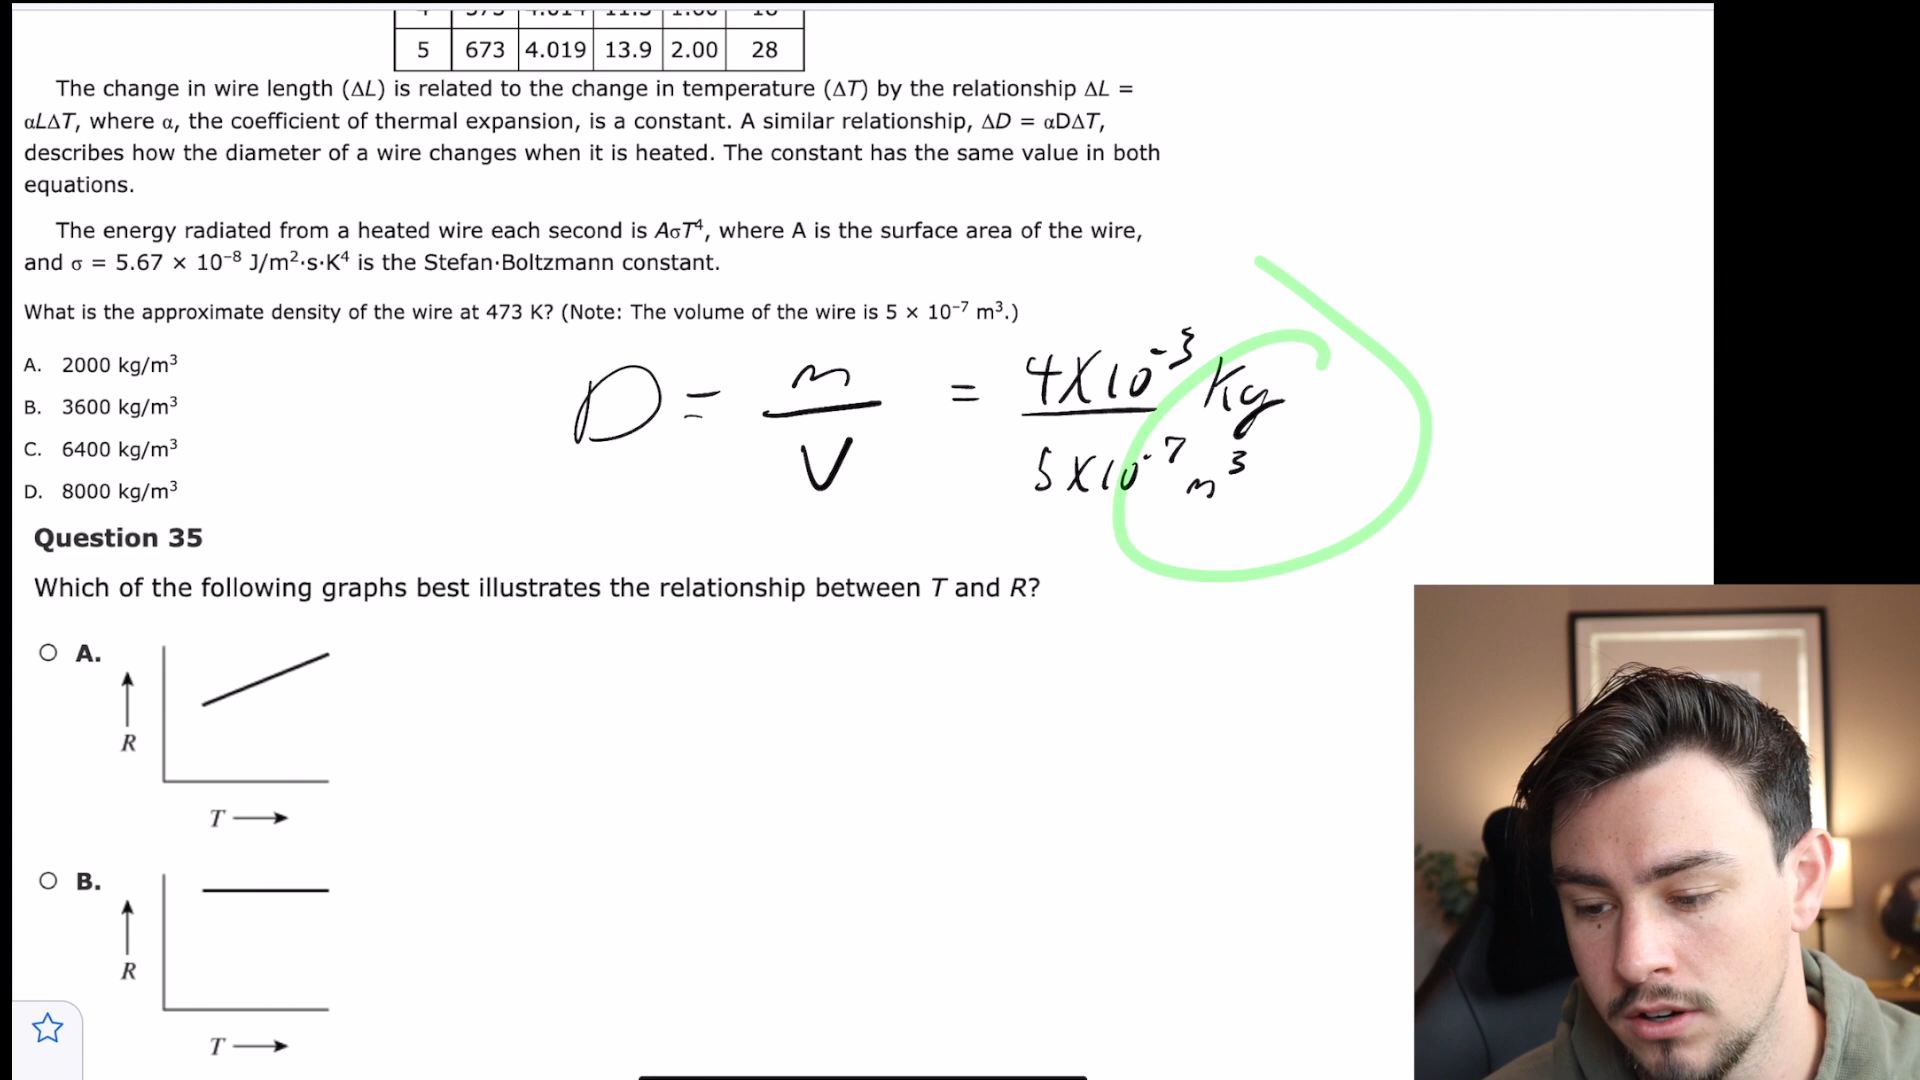 5 673 4.019 13.9 2.00 28
The change in wire length (ΔL) is related to the change in temperature (ΔT) by the relationship ΔL =
αLΔT, where α, the coefficient of thermal expansion, is a constant. A similar relationship, ΔD = αDΔT,
describes how the diameter of a wire changes when it is heated. The constant has the same value in both
equations.
The energy radiated from a heated wire each second is AσT⁴, where A is the surface area of the wire,
and σ = 5.67 × 10⁻⁸ J/m²·s·K⁴ is the Stefan·Boltzmann constant.
What is the approximate density of the wire at 473 K? (Note: The volume of the wire is 5 × 10⁻⁷ m³.)
A. 2000 kg/m³
B. 3600 kg/m³
C. 6400 kg/m³
D. 8000 kg/m³
D = m / V = 4X10⁻³ Kg / 5X10⁻⁷ m³
Question 35
Which of the following graphs best illustrates the relationship between T and R?
A.
R
T
B.
R
T